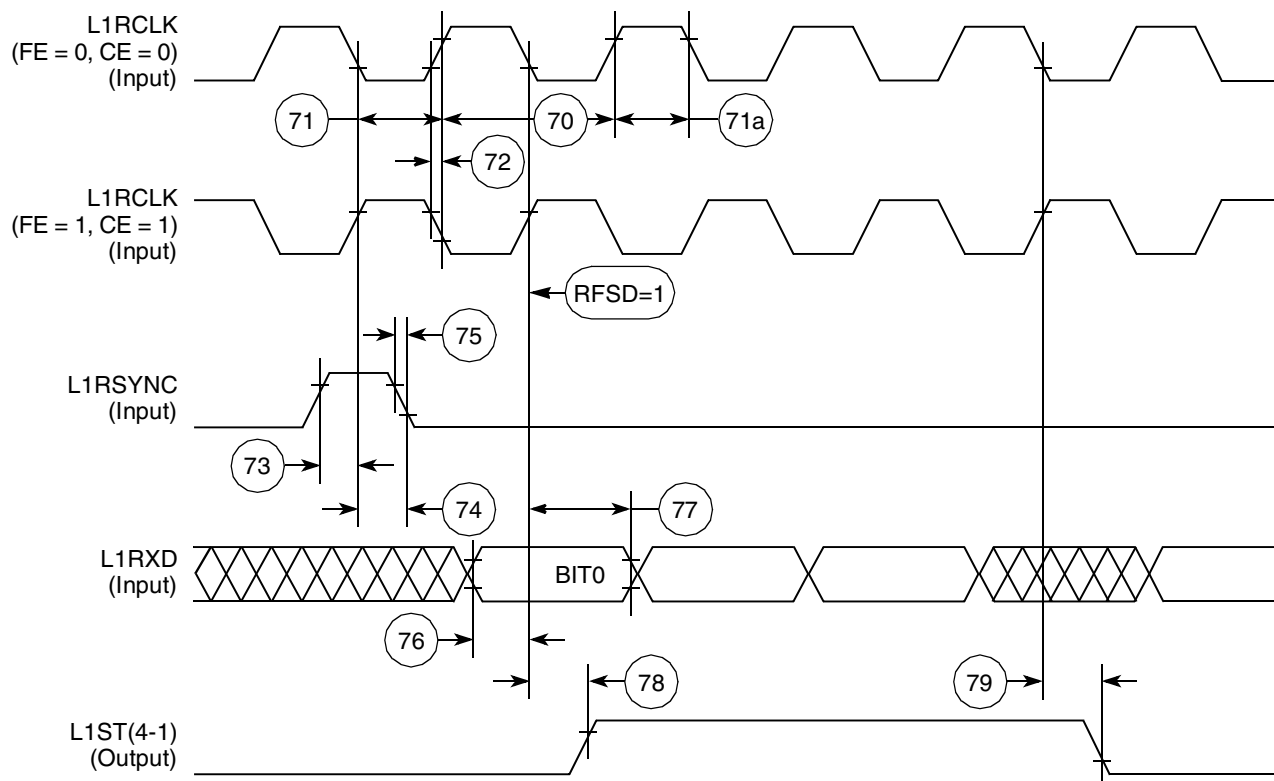 L1RCLK
(FE = 0, CE = 0)
(Input)
71
70
71a
72
L1RCLK
(FE = 1, CE = 1)
(Input)
RFSD=1
75
L1RSYNC
(Input)
73
74
77
L1RXD
(Input)
BIT0
76
78
79
L1ST(4-1)
(Output)